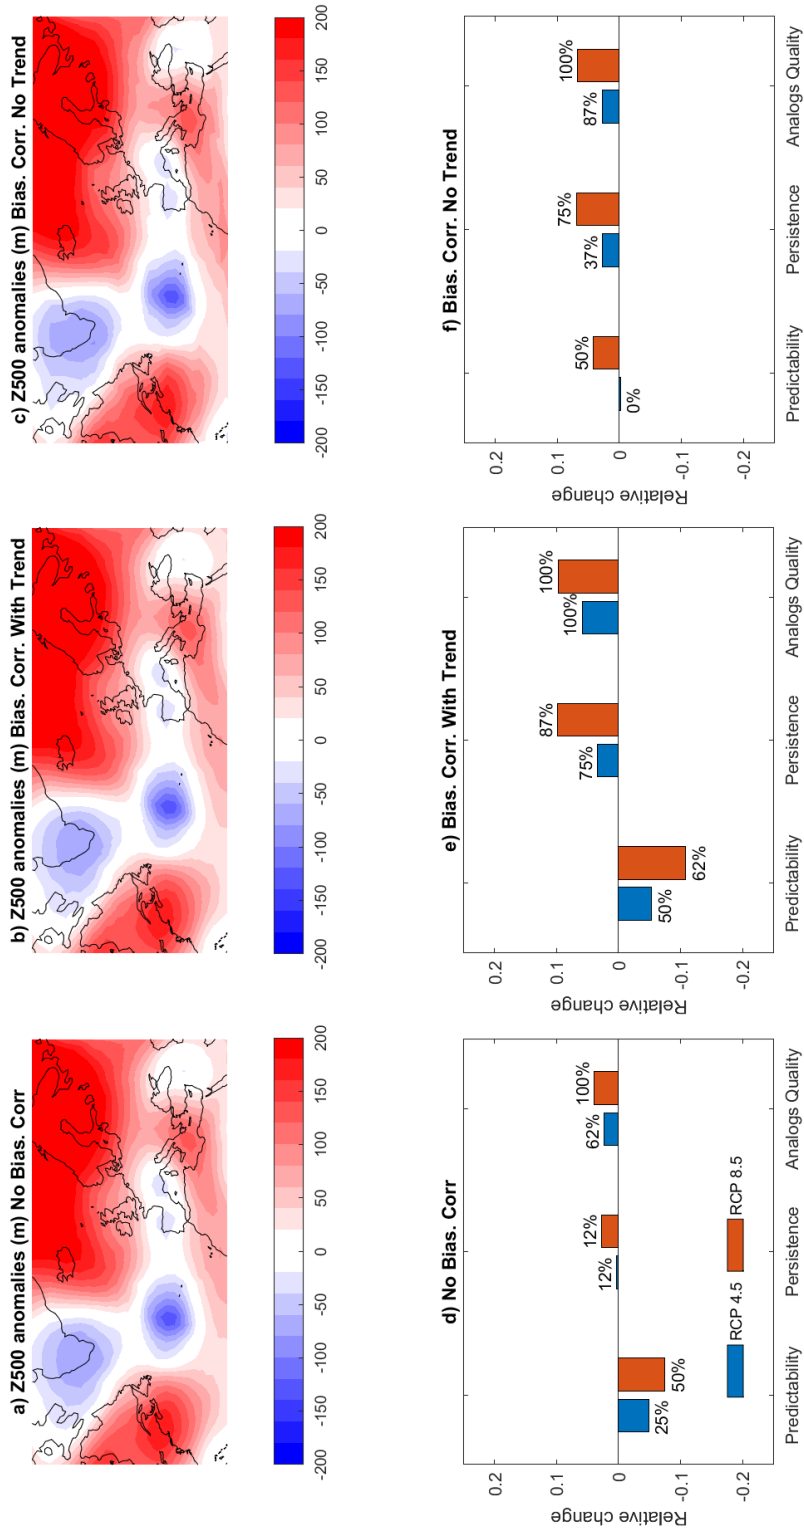 a) Z500 anomalies (m) No Bias. Corr
-200 -150 -100 -50 0 50 100 150 200
b) Z500 anomalies (m) Bias. Corr. With Trend
-200 -150 -100 -50 0 50 100 150 200
c) Z500 anomalies (m) Bias. Corr. No Trend
-200 -150 -100 -50 0 50 100 150 200
d) No Bias. Corr
Relative change
0.2
0.1
0
-0.1
-0.2
25% 50% 12% 12% 62% 100%
RCP 4.5 RCP 8.5
Predictability Persistence Analogs Quality
e) Bias. Corr. With Trend
Relative change
0.2
0.1
0
-0.1
-0.2
50% 62% 75% 87% 100% 100%
Predictability Persistence Analogs Quality
f) Bias. Corr. No Trend
Relative change
0.2
0.1
0
-0.1
-0.2
0% 50% 37% 75% 87% 100%
Predictability Persistence Analogs Quality